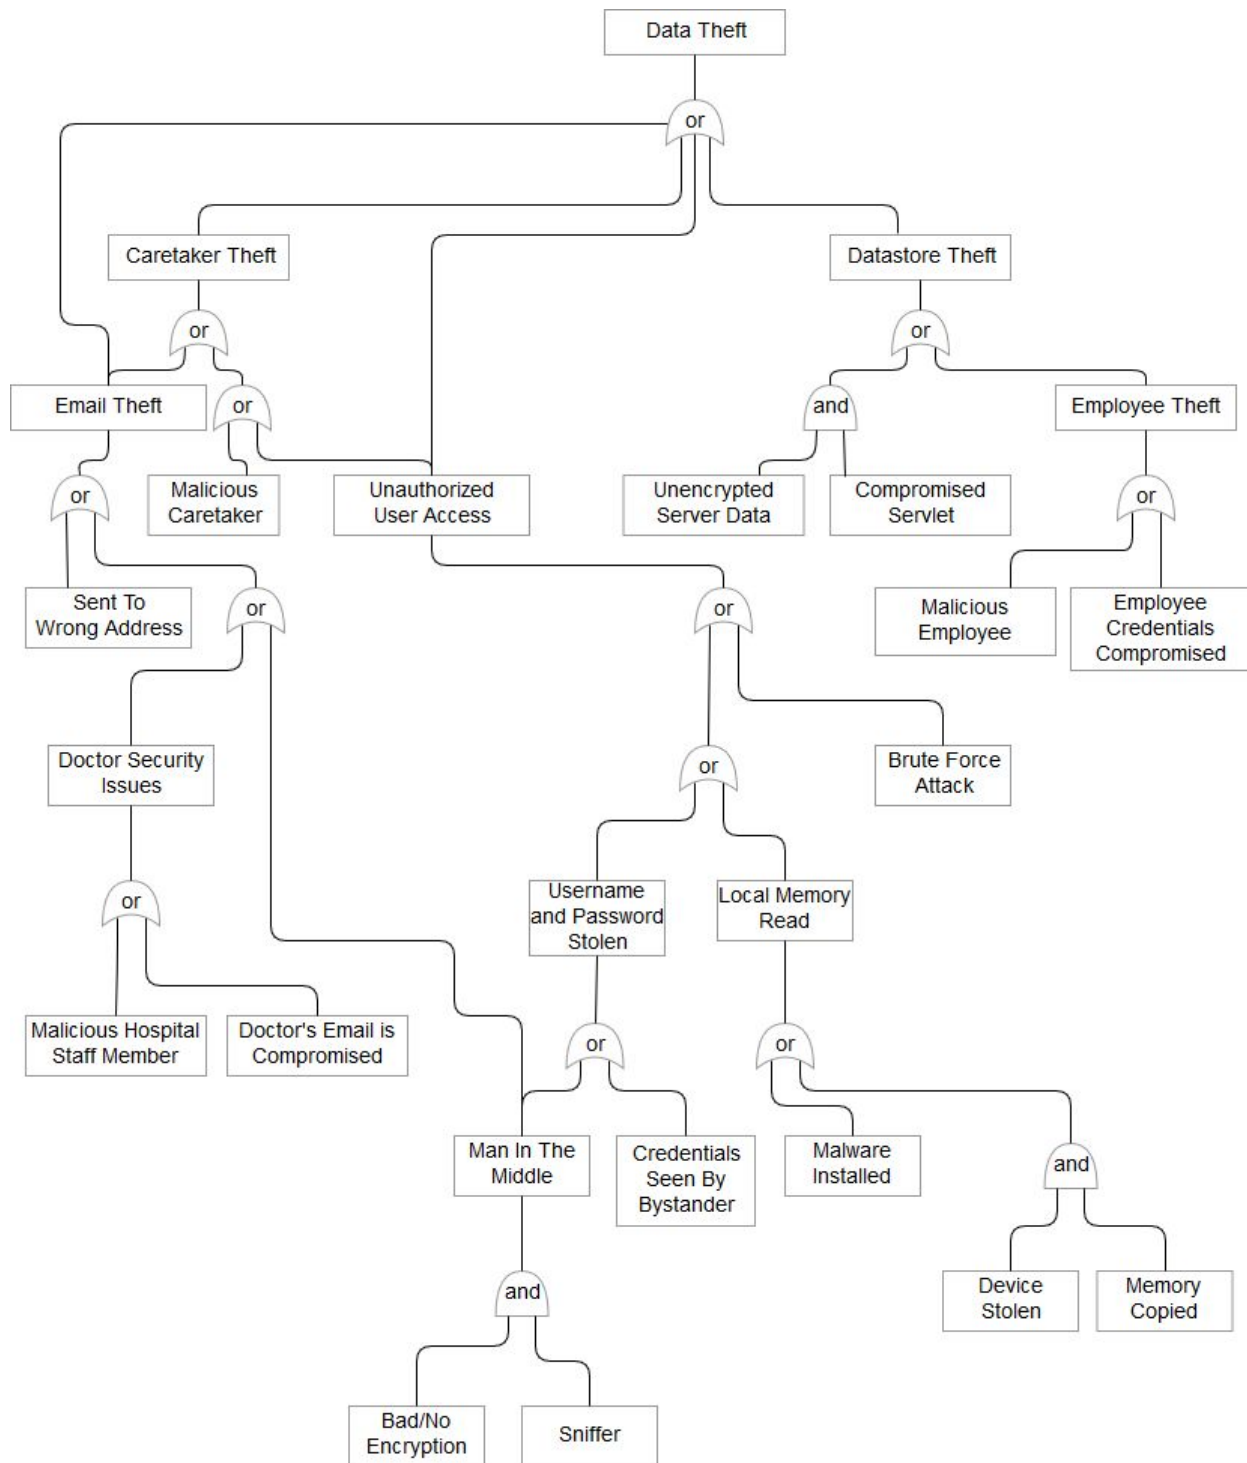 Data Theft
or
Caretaker Theft
Datastore Theft
or
or
Email Theft
or
and
Employee Theft
or
Malicious
Caretaker
Unauthorized
User Access
Unencrypted
Server Data
Compromised
Servlet
or
Sent To
Wrong Address
or
or
Malicious
Employee
Employee
Credentials
Compromised
Doctor Security
Issues
or
Brute Force
Attack
or
Username
and Password
Stolen
Local Memory
Read
Malicious Hospital
Staff Member
Doctor's Email is
Compromised
or
or
Man In The
Middle
Credentials
Seen By
Bystander
Malware
Installed
and
and
Device
Stolen
Memory
Copied
Bad/No
Encryption
Sniffer